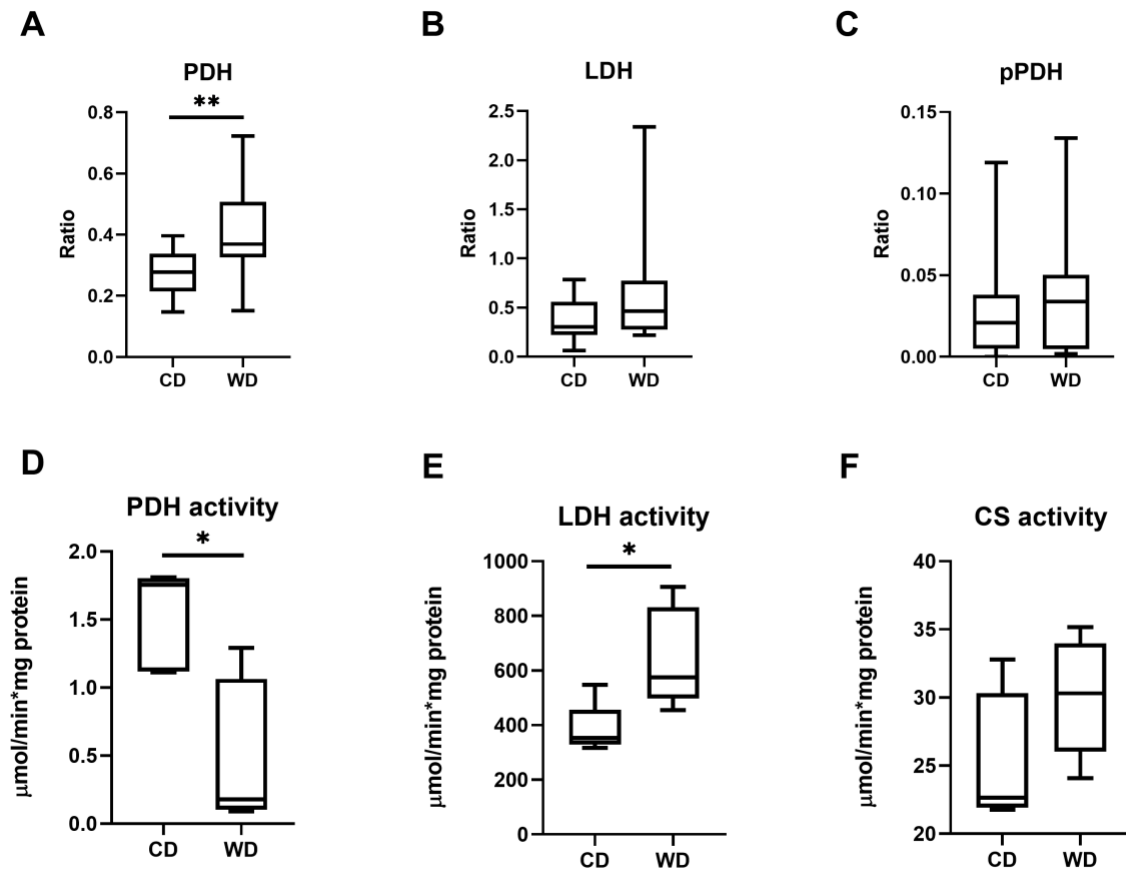 A
PDH
**
0.8
0.6
0.4
0.2
0.0
Ratio
CD WD
B
LDH
2.5
2.0
1.5
1.0
0.5
0.0
Ratio
CD WD
C
pPDH
0.15
0.10
0.05
0.00
Ratio
CD WD
D
PDH activity
*
2.0
1.5
1.0
0.5
0.0
μmol/min*mg protein
CD WD
E
LDH activity
*
1000
800
600
400
200
0
μmol/min*mg protein
CD WD
F
CS activity
40
35
30
25
20
μmol/min*mg protein
CD WD